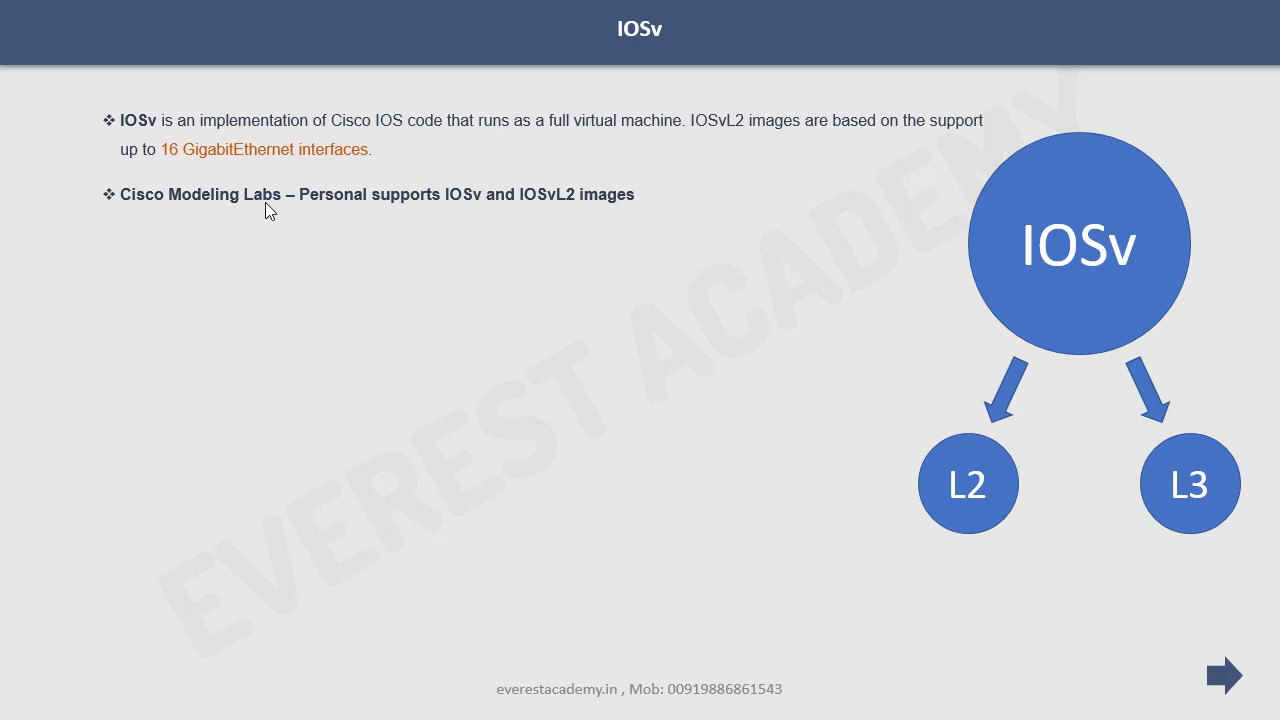 IOSv
❖ IOSv is an implementation of Cisco IOS code that runs as a full virtual machine. IOSvL2 images are based on the support
up to 16 GigabitEthernet interfaces.
❖ Cisco Modeling Labs – Personal supports IOSv and IOSvL2 images
IOSv
L2
L3
EVEREST ACADEMY
everestacademy.in , Mob: 00919886861543